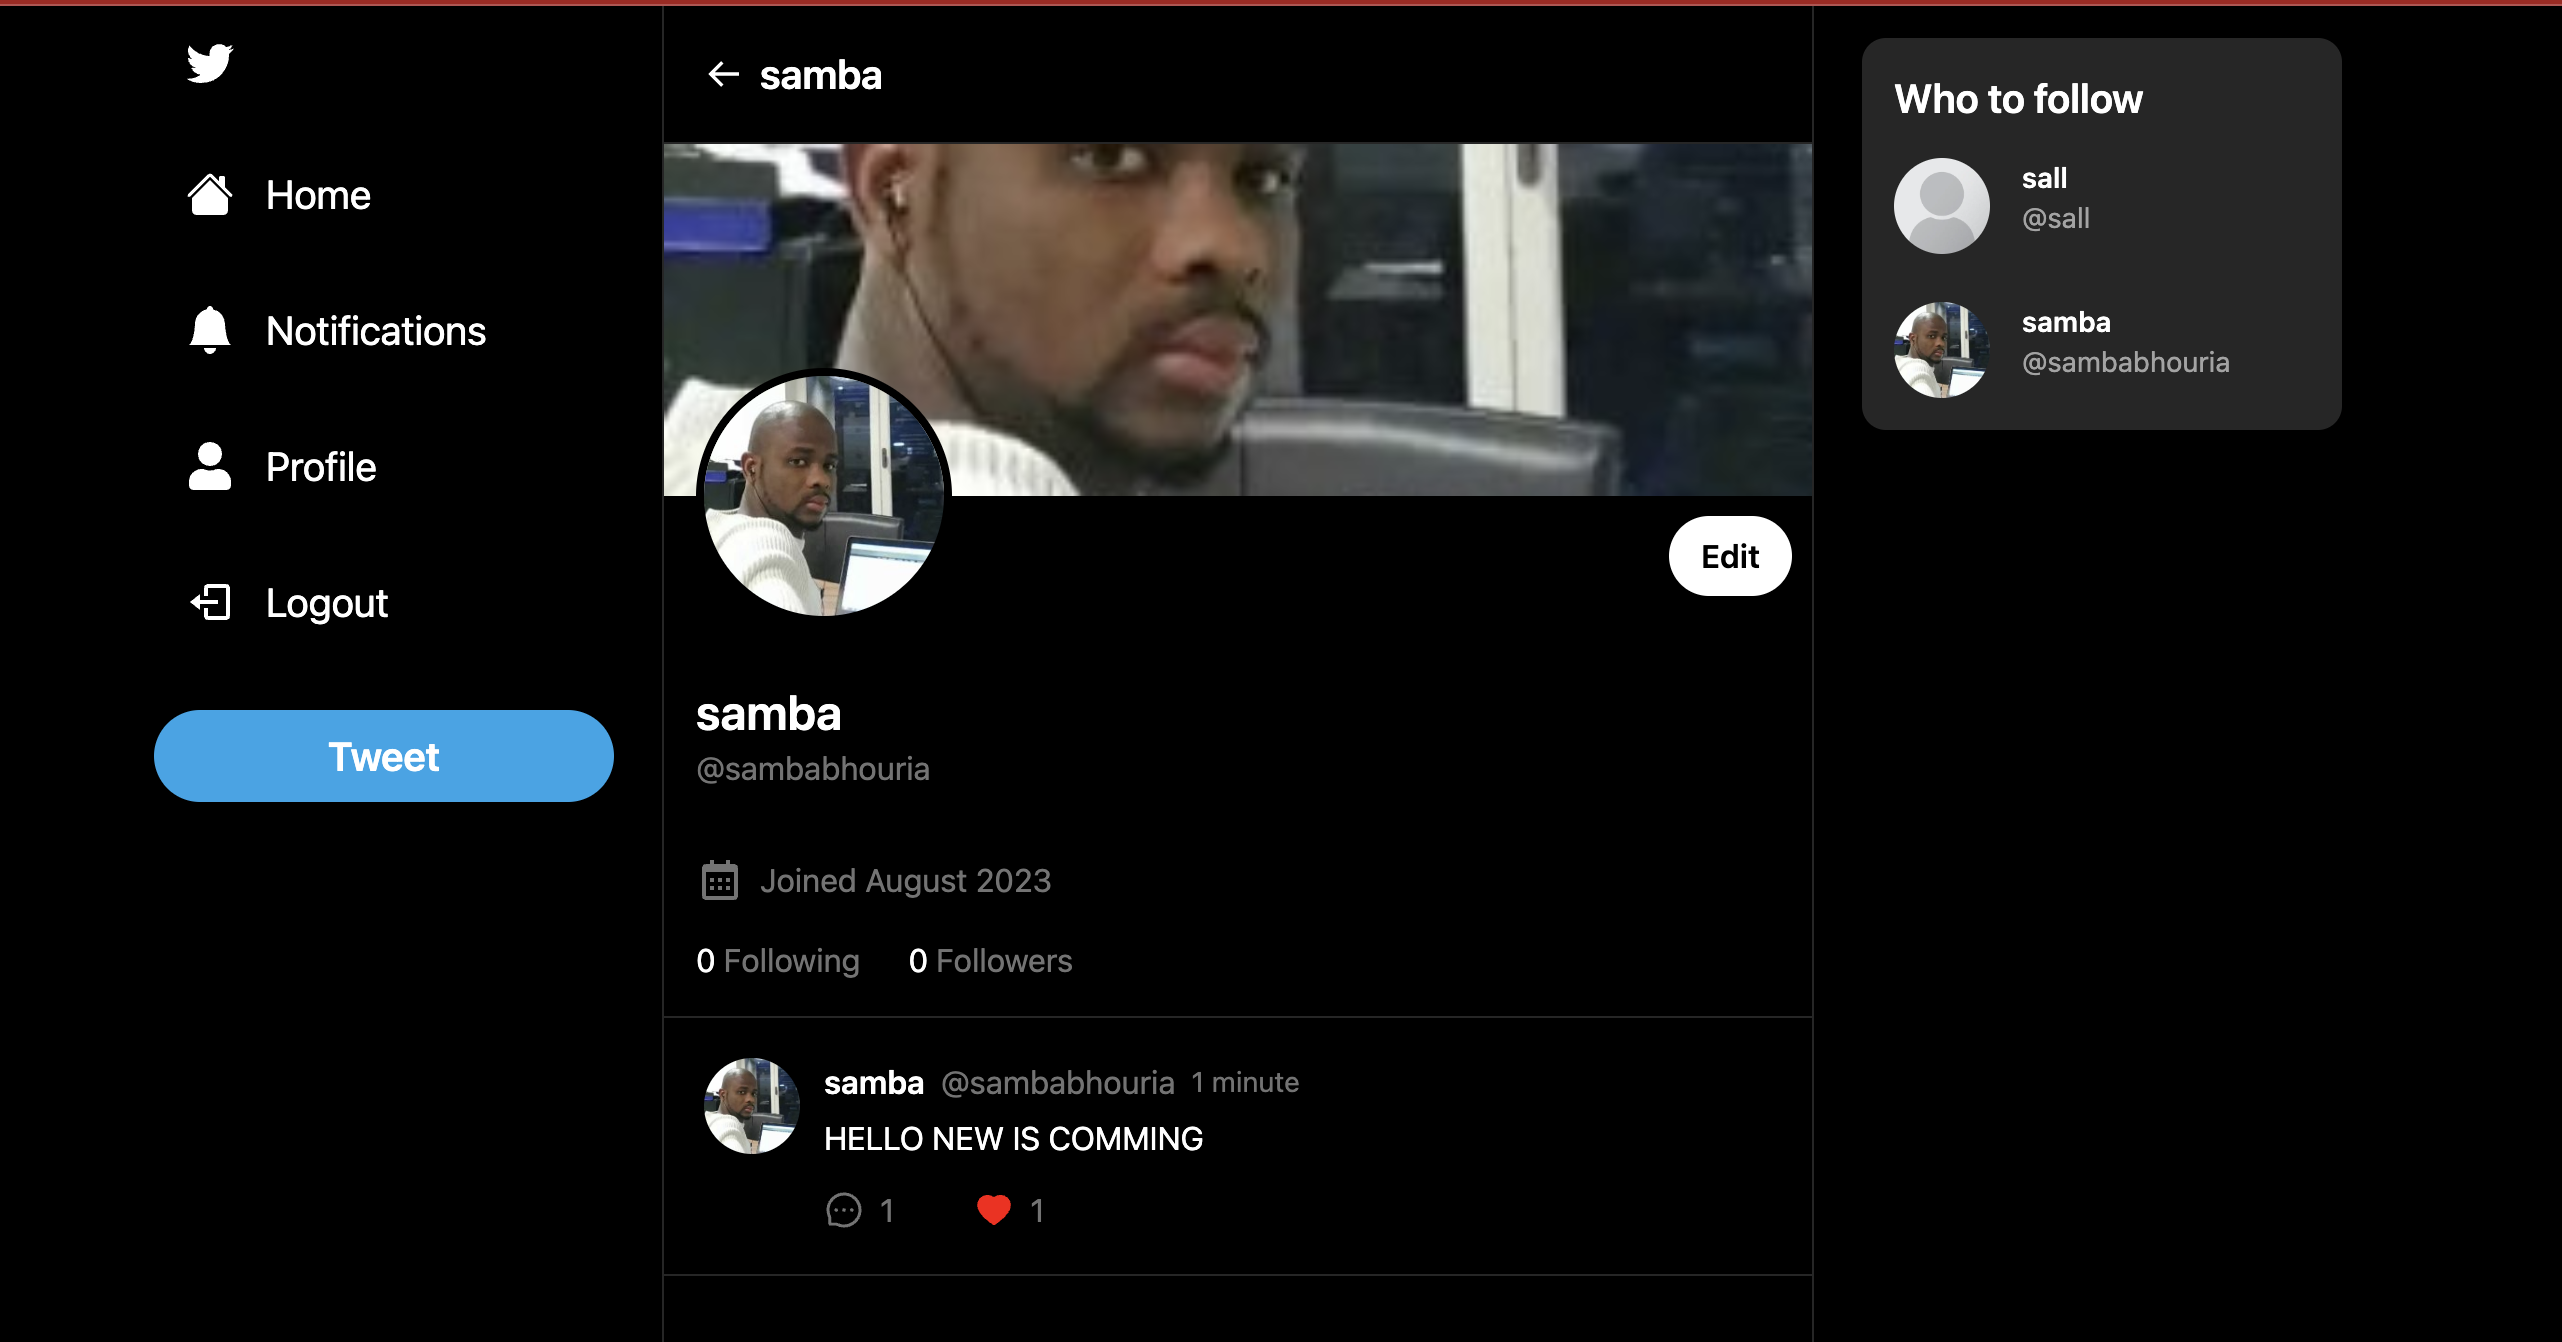 Home
Notifications
Profile
Logout
Tweet
samba
Edit
samba
@sambabhouria
Joined August 2023
0 Following 0 Followers
samba @sambabhouria 1 minute
HELLO NEW IS COMMING
1 1
Who to follow
sall
@sall
samba
@sambabhouria